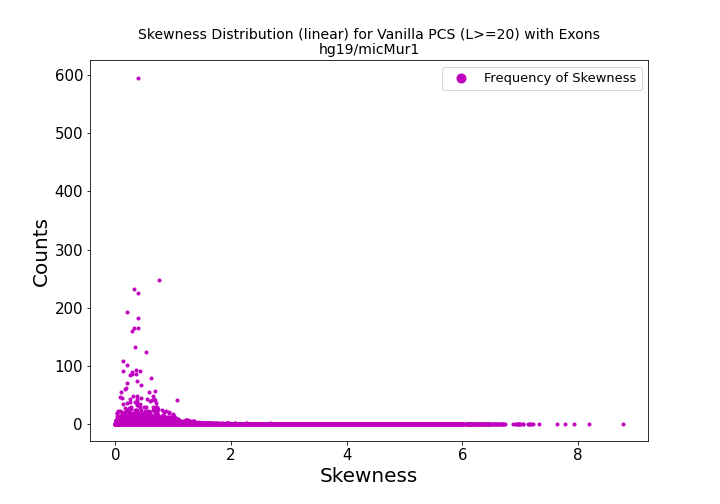 Skewness Distribution (linear) for Vanilla PCS (L>=20) with Exons
hg19/micMur1
Frequency of Skewness
600
500
400
300
200
100
0
Counts
0 2 4 6 8
Skewness